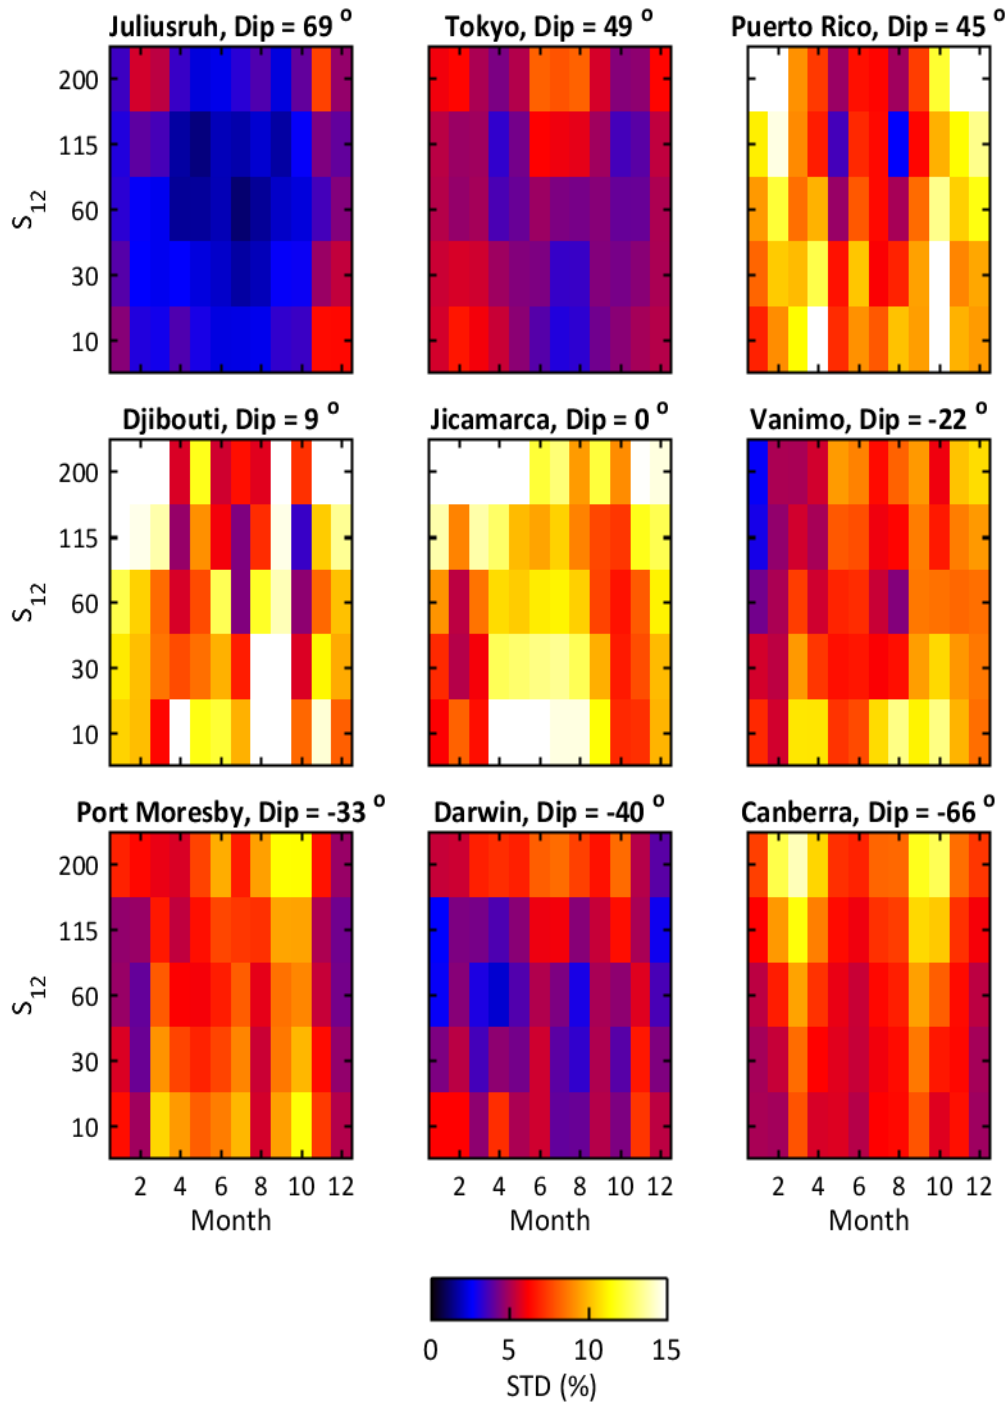 Juliusruh, Dip = 69 °
Tokyo, Dip = 49 °
Puerto Rico, Dip = 45 °
200
115
60
30
10
S12
Djibouti, Dip = 9 °
Jicamarca, Dip = 0 °
Vanimo, Dip = -22 °
200
115
60
30
10
S12
Port Moresby, Dip = -33 °
Darwin, Dip = -40 °
Canberra, Dip = -66 °
200
115
60
30
10
S12
2 4 6 8 10 12
2 4 6 8 10 12
2 4 6 8 10 12
Month
Month
Month
0 5 10 15
STD (%)